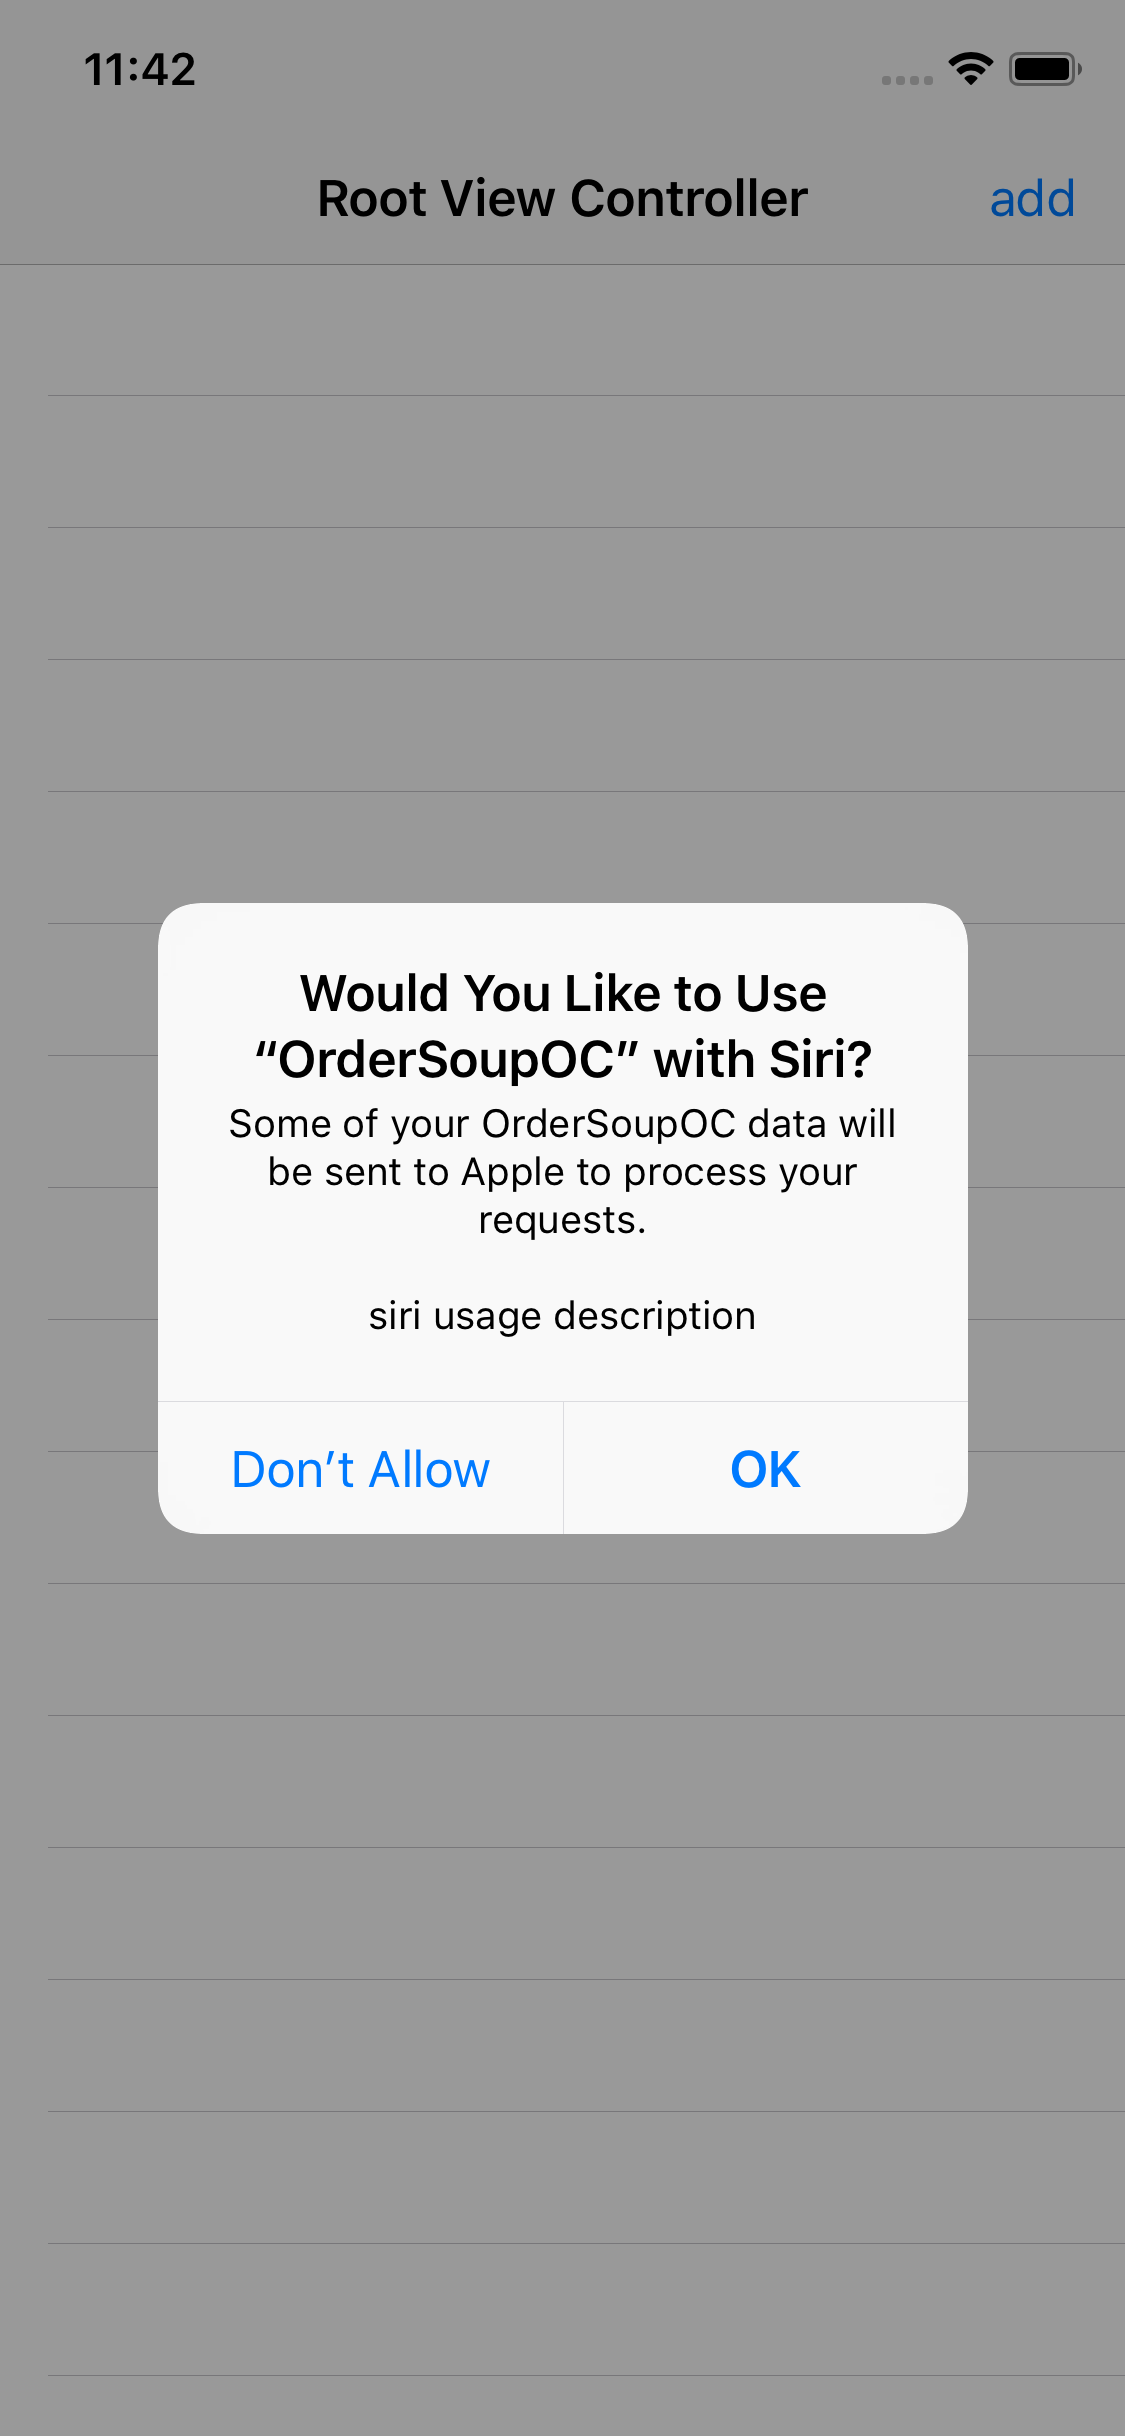 11:42
Root View Controller
add
Would You Like to Use
“OrderSoupOC” with Siri?
Some of your OrderSoupOC data will
be sent to Apple to process your
requests.
siri usage description
Don’t Allow
OK